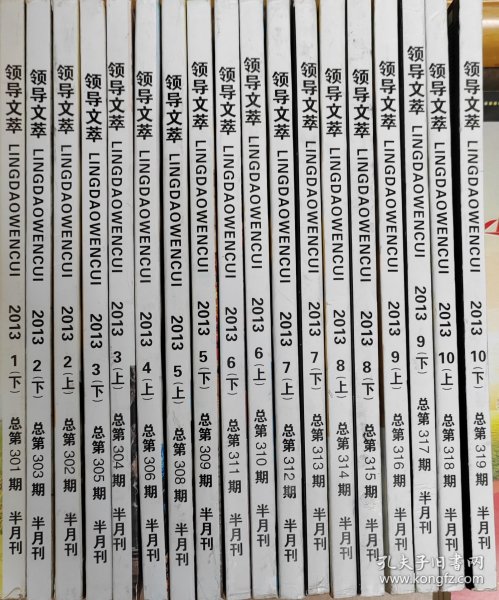 领导文萃 LINGDAOWENCUI 2013 1(下) 总第301期 半月刊
领导文萃 LINGDAOWENCUI 2013 2(下) 总第303期 半月刊
领导文萃 LINGDAOWENCUI 2013 2(上) 总第302期 半月刊
领导文萃 LINGDAOWENCUI 2013 3(下) 总第305期 半月刊
领导文萃 LINGDAOWENCUI 2013 3(上) 总第304期 半月刊
领导文萃 LINGDAOWENCUI 2013 4(上) 总第306期 半月刊
领导文萃 LINGDAOWENCUI 2013 5(上) 总第308期 半月刊
领导文萃 LINGDAOWENCUI 2013 5(下) 总第309期 半月刊
领导文萃 LINGDAOWENCUI 2013 6(下) 总第311期 半月刊
领导文萃 LINGDAOWENCUI 2013 6(上) 总第310期 半月刊
领导文萃 LINGDAOWENCUI 2013 7(上) 总第312期 半月刊
领导文萃 LINGDAOWENCUI 2013 7(下) 总第313期 半月刊
领导文萃 LINGDAOWENCUI 2013 8(上) 总第314期 半月刊
领导文萃 LINGDAOWENCUI 2013 8(下) 总第315期 半月刊
领导文萃 LINGDAOWENCUI 2013 9(上) 总第316期 半月刊
领导文萃 LINGDAOWENCUI 2013 9(下) 总第317期 半月刊
领导文萃 LINGDAOWENCUI 2013 10(上) 总第318期 半月刊
领导文萃 LINGDAOWENCUI 2013 10(下) 总第319期 半月刊
孔夫子旧书网
www.kongfz.com